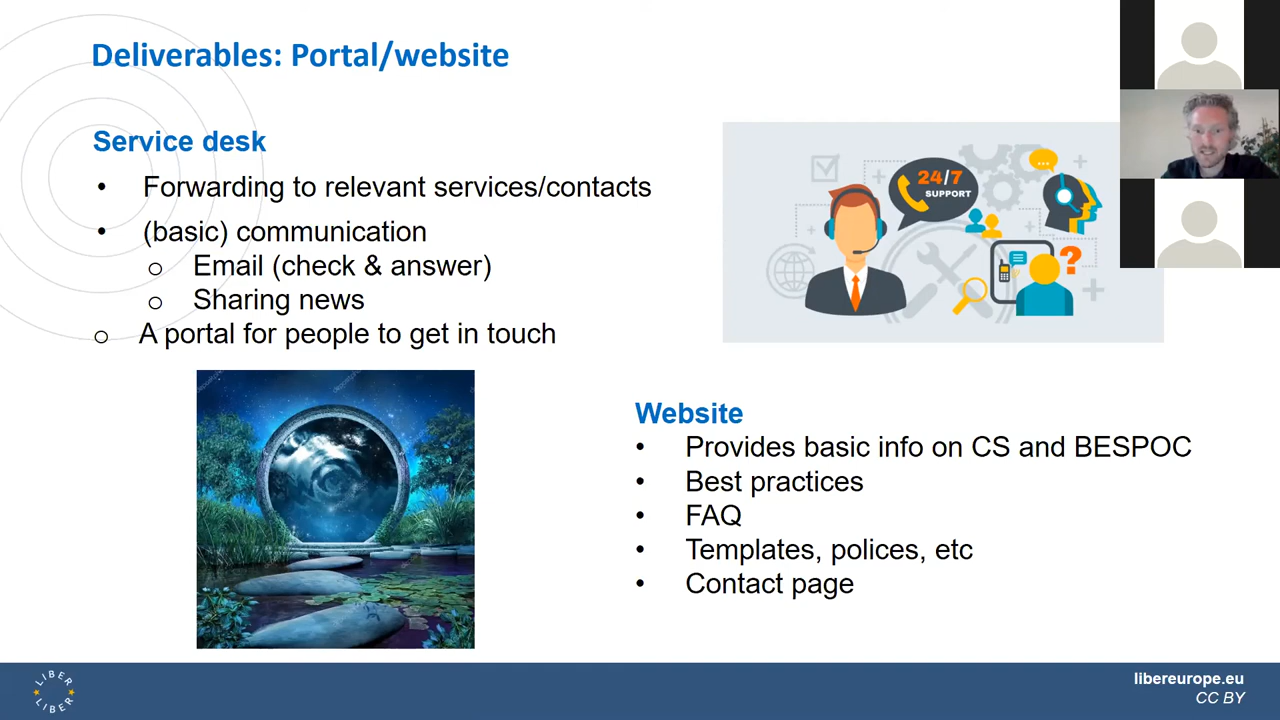 Deliverables: Portal/website
Service desk
• Forwarding to relevant services/contacts
• (basic) communication
o Email (check & answer)
o Sharing news
o A portal for people to get in touch
24/7
SUPPORT
...
?
Website
• Provides basic info on CS and BESPOC
• Best practices
• FAQ
• Templates, polices, etc
• Contact page
LIBER
LIBER
libereurope.eu
CC BY